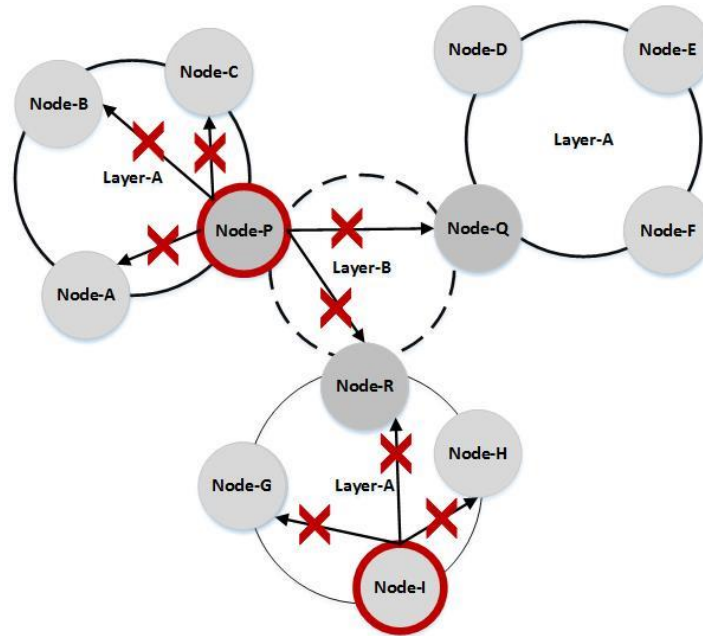 Node-C
Node-B
Layer-A
Node-P
Node-A
Node-D
Node-E
Layer-A
Node-Q
Node-F
Layer-B
Node-R
Node-H
Node-G
Layer-A
Node-I